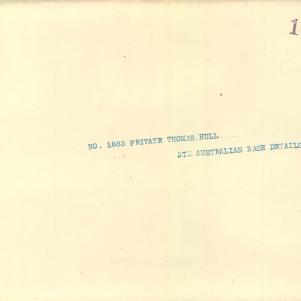 1
NO. 1883 PRIVATE THOMAS HULL
5TH AUSTRALIAN BASE DETAILS